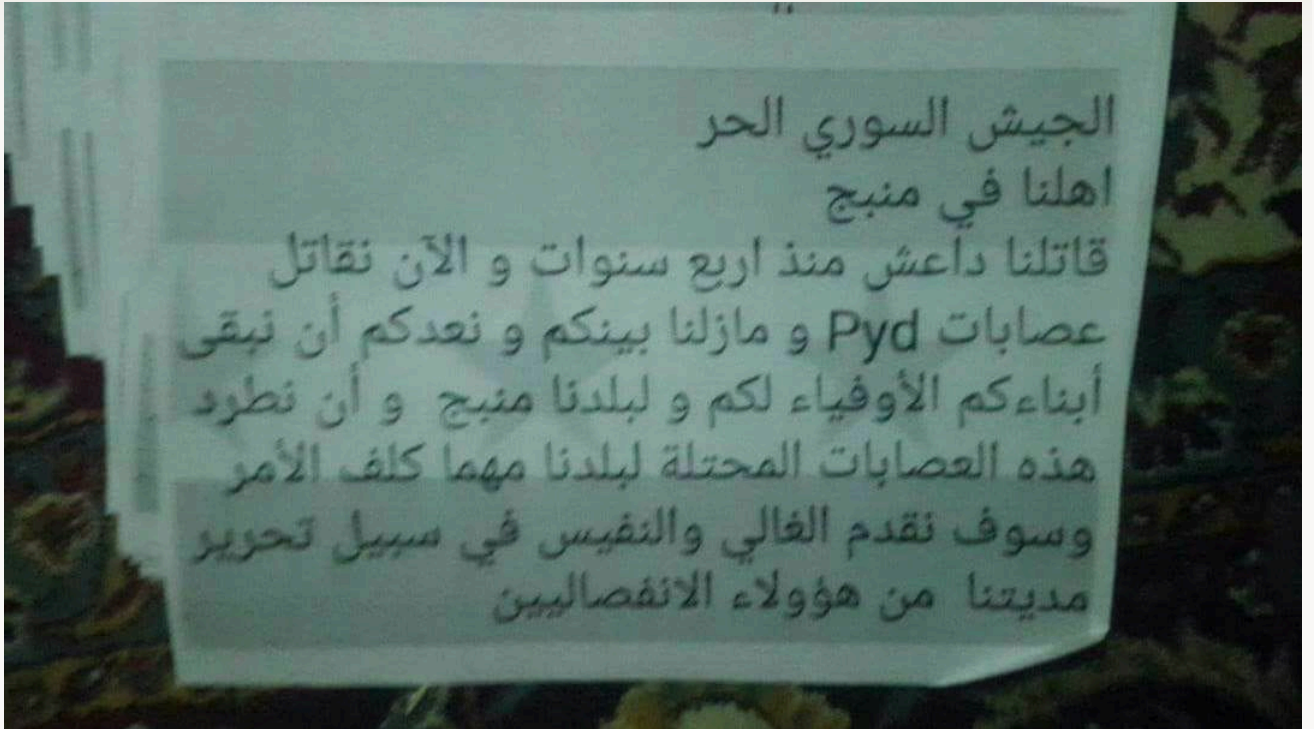 الجيش السوري الحر
اهلنا في منبج
قاتلنا داعش منذ اربع سنوات و الآن نقاتل
عصابات Pyd و مازلنا بينكم و نعدكم أن نبقى
أبناءكم الأوفياء لكم و لبلدنا منبج و أن نطرد
هذه العصابات المحتلة لبلدنا مهما كلف الأمر
وسوف نقدم الغالي والنفيس في سبيل تحرير
مديتنا من هؤولاء الانفصاليين